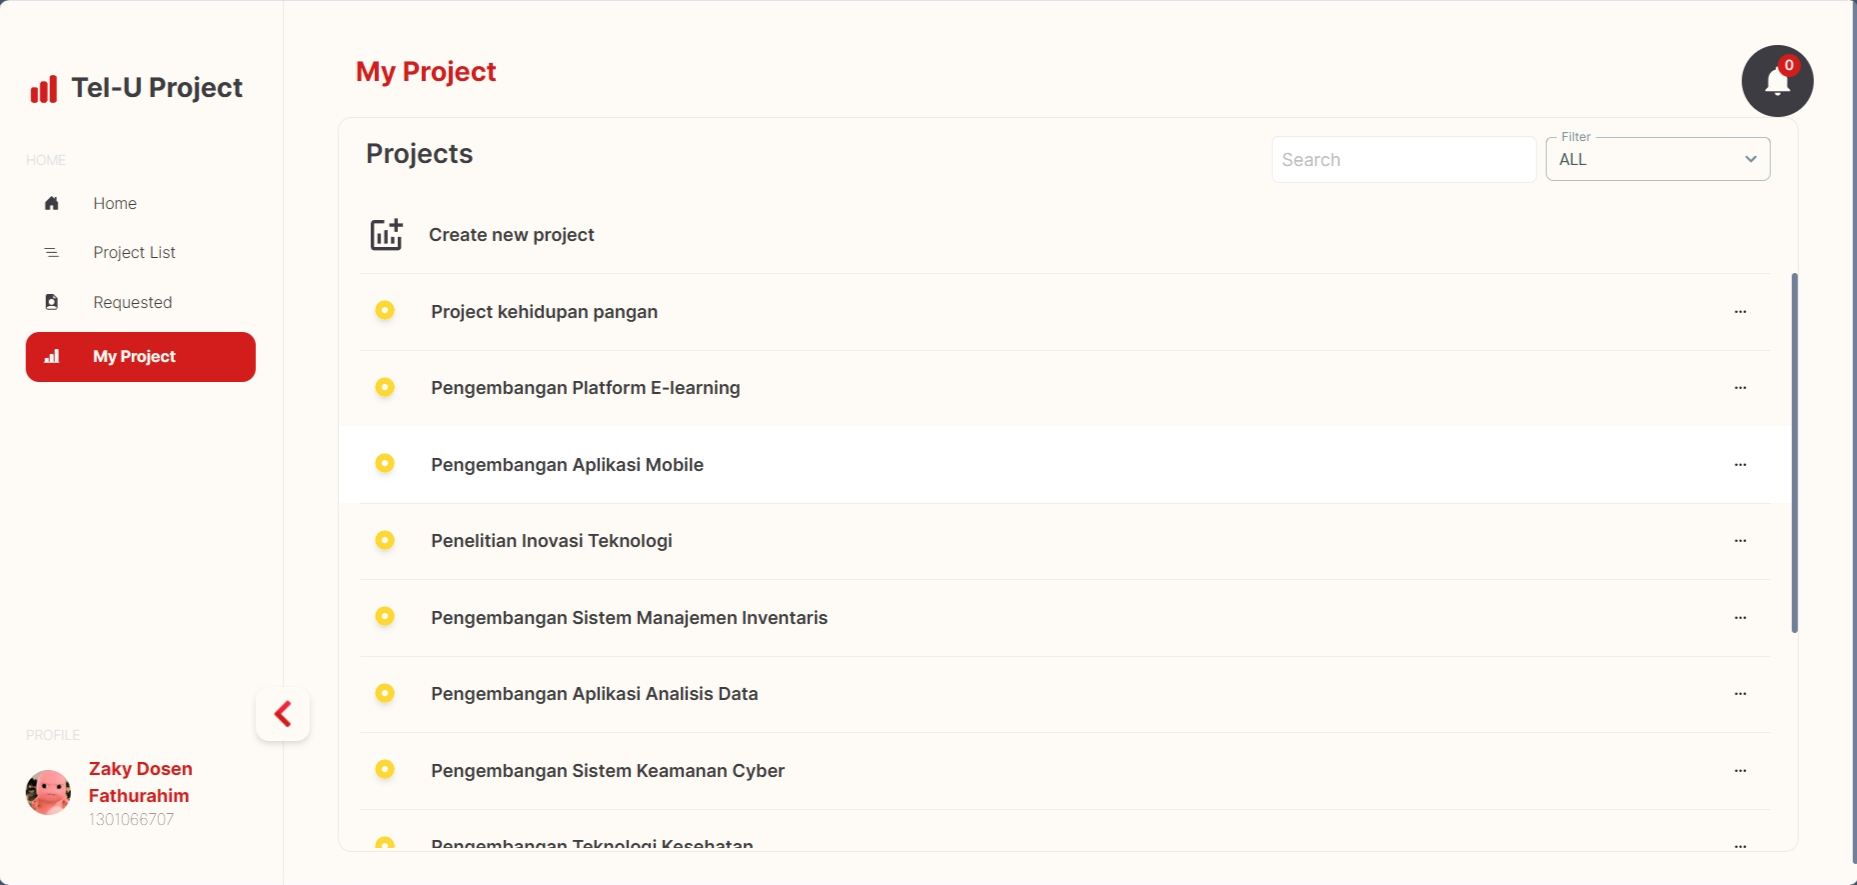 Tel-U Project
HOME
Home
Project List
Requested
My Project
PROFILE
Zaky Dosen
Fathurahim
1301066707
My Project
0
Projects
Search
Filter
ALL
Create new project
Project kehidupan pangan
...
Pengembangan Platform E-learning
...
Pengembangan Aplikasi Mobile
...
Penelitian Inovasi Teknologi
...
Pengembangan Sistem Manajemen Inventaris
...
Pengembangan Aplikasi Analisis Data
...
Pengembangan Sistem Keamanan Cyber
...
Pengembangan Teknologi Kesehatan
...